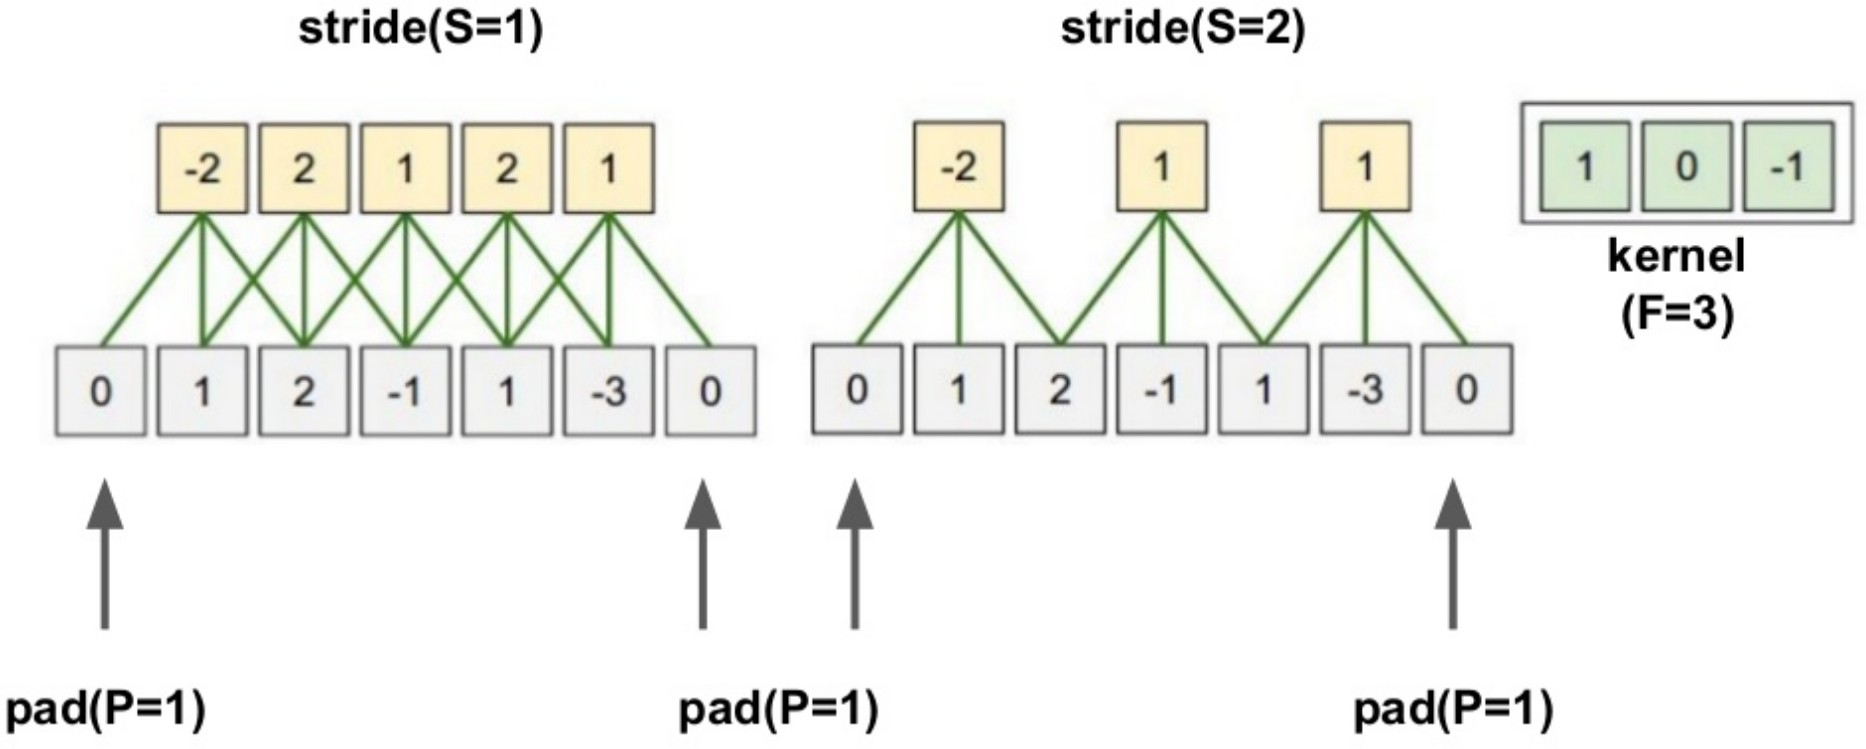 stride(S=1)
stride(S=2)
-2 2 1 2 1
-2 1 1
1 0 -1
kernel
(F=3)
0 1 2 -1 1 -3 0
0 1 2 -1 1 -3 0
pad(P=1)
pad(P=1)
pad(P=1)